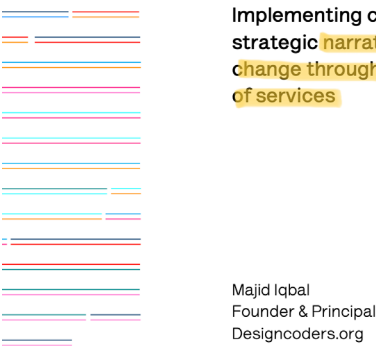 Implementing c
strategic narrat
change through
of services
Majid Iqbal
Founder & Principal
Designcoders.org